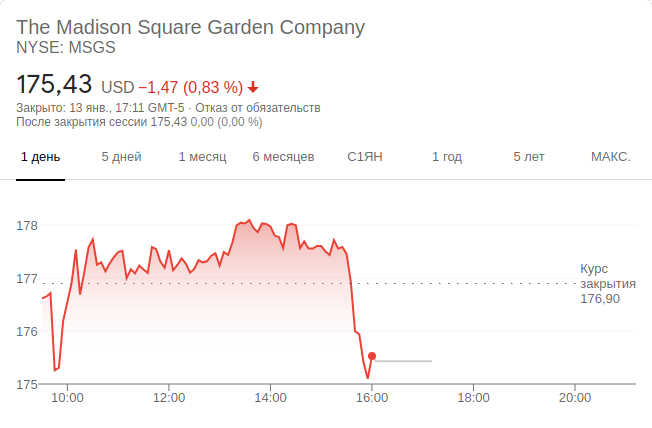 The Madison Square Garden Company
NYSE: MSGS
175,43 USD −1,47 (0,83 %)
Закрыто: 13 янв., 17:11 GMT-5 · Отказ от обязательств
После закрытия сессии 175,43 0,00 (0,00 %)
1 день 5 дней 1 месяц 6 месяцев С1ЯН 1 год 5 лет МАКС.
178
177
176
175
Курс
закрытия
176,90
10:00 12:00 14:00 16:00 18:00 20:00